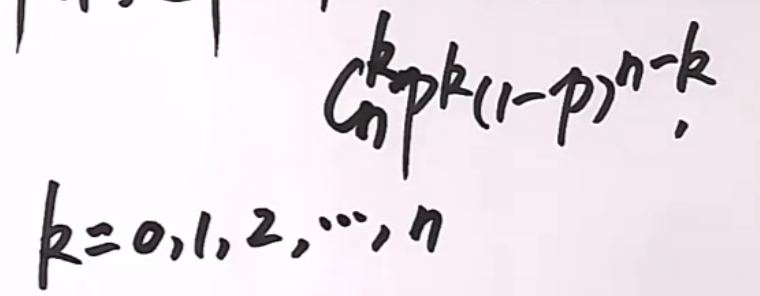 C_n^k p^k (1-p)^{n-k},
k=0,1,2,…,n